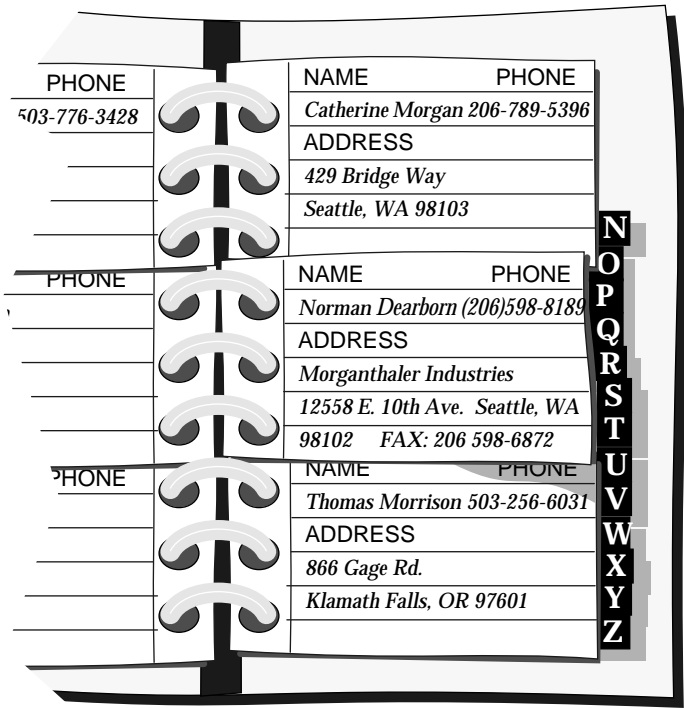 PHONE
503-776-3428
NAME PHONE
Catherine Morgan 206-789-5396
ADDRESS
429 Bridge Way
Seattle, WA 98103
PHONE
NAME PHONE
Norman Dearborn (206)598-8189
ADDRESS
Morganthaler Industries
12558 E. 10th Ave. Seattle, WA
98102 FAX: 206 598-6872
PHONE
NAME PHONE
Thomas Morrison 503-256-6031
ADDRESS
866 Gage Rd.
Klamath Falls, OR 97601
N
O
P
Q
R
S
T
U
V
W
X
Y
Z